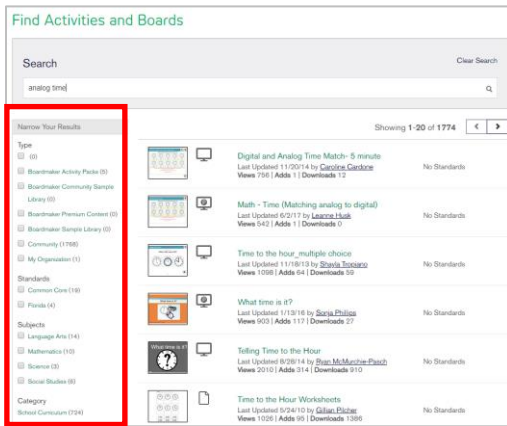 Find Activities and Boards
Search
Clear Search
analog time
Narrow Your Results
Showing 1-20 of 1774
Type
(0)
Boardmaker Activity Packs (5)
Boardmaker Community Sample
Library (0)
Boardmaker Premium Content (0)
Boardmaker Sample Library (0)
Community (1768)
My Organization (1)
Standards
Common Core (19)
Florida (4)
Subjects
Language Arts (14)
Mathematics (10)
Science (3)
Social Studies (6)
Category
School Curriculum (724)
Digital and Analog Time Match- 5 minute
Last Updated 11/20/14 by Caroline Cardone
Views 756 | Adds 1 | Downloads 12
No Standards
Math - Time (Matching analog to digital)
Last Updated 6/2/17 by Leanne Husk
Views 542 | Adds 1 | Downloads 0
No Standards
Time to the hour_multiple choice
Last Updated 11/18/13 by Shayla Tropiano
Views 1098 | Adds 64 | Downloads 59
No Standards
What time is it?
Last Updated 1/13/16 by Sonja Philips
Views 903 | Adds 117 | Downloads 27
No Standards
What time is it?
Telling Time to the Hour
Last Updated 8/28/14 by Ryan McMurchie-Pasch
Views 2010 | Adds 314 | Downloads 910
No Standards
Time to the Hour Worksheets
Last Updated 5/24/10 by Gillian Pilcher
Views 1026 | Adds 95 | Downloads 1386
No Standards